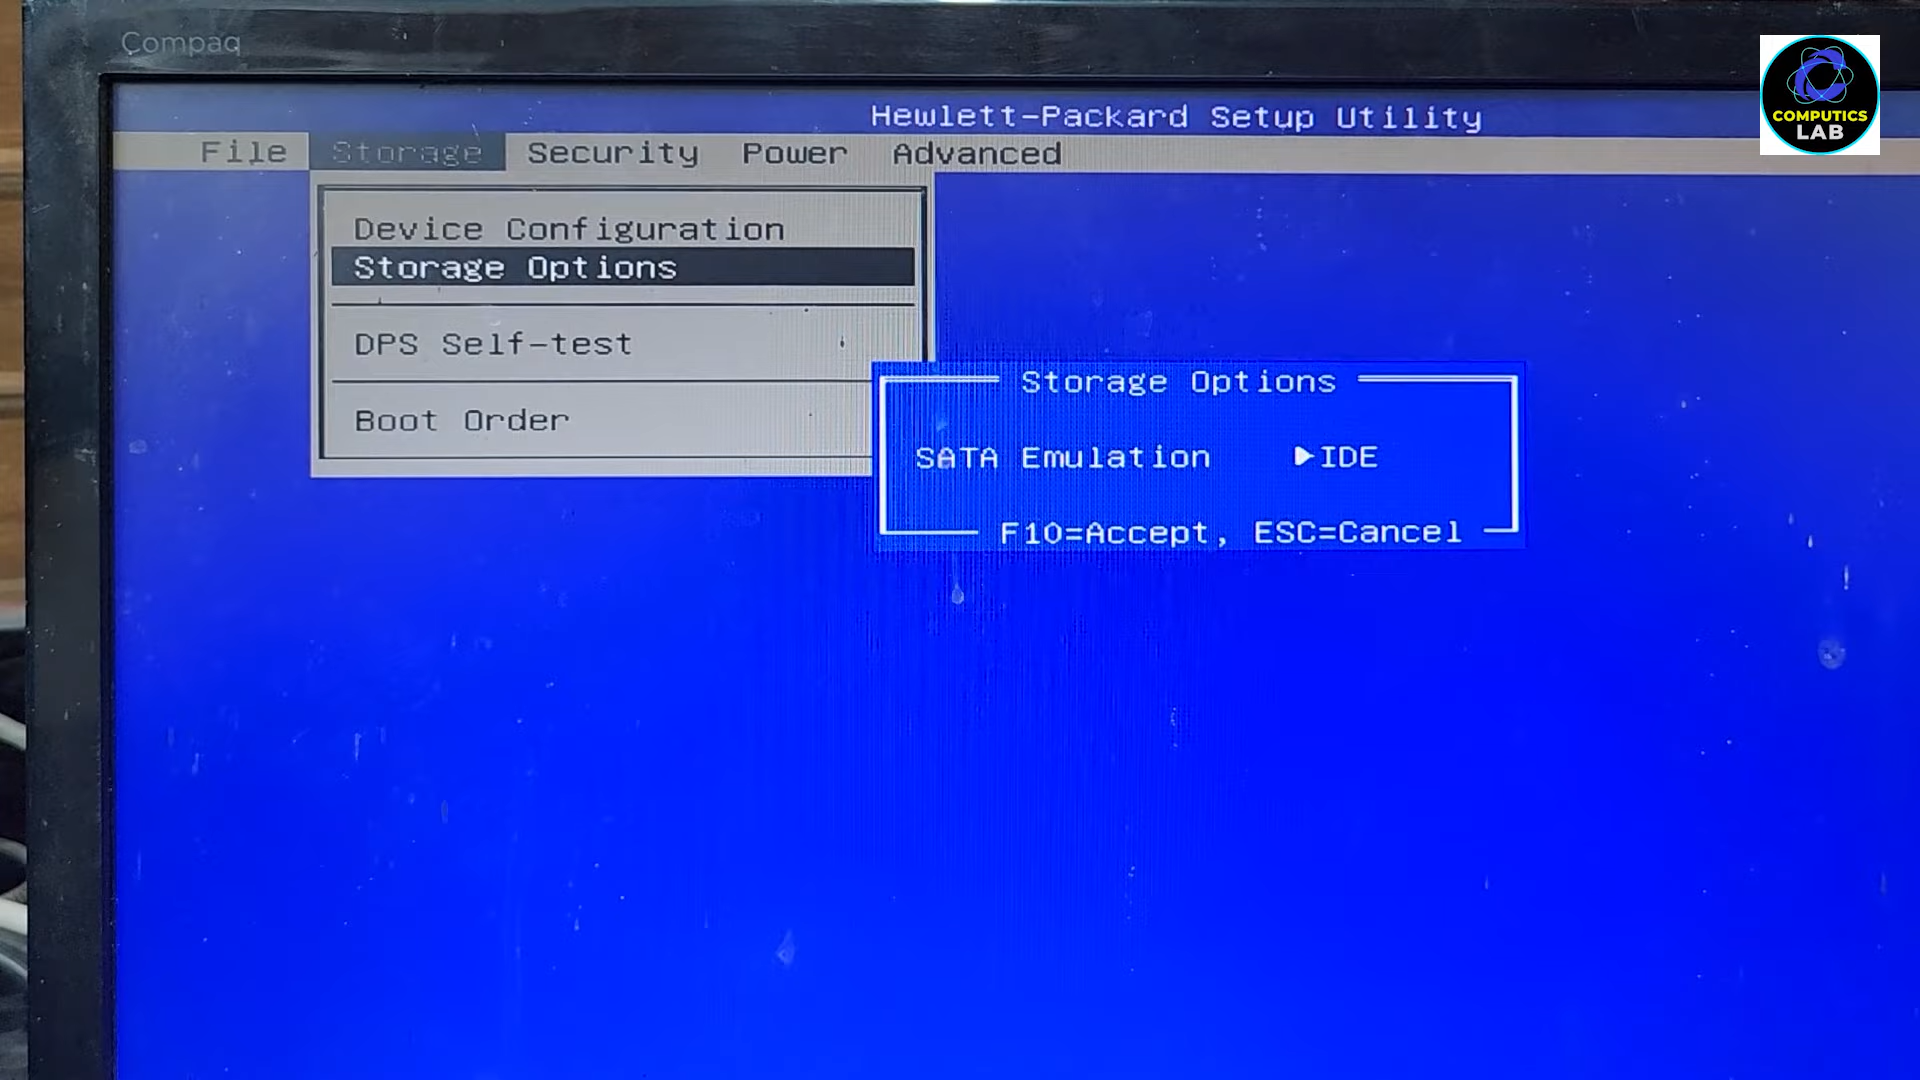 Compaq
COMPUTICS
LAB
Hewlett-Packard Setup Utility
File Storage Security Power Advanced
Device Configuration
Storage Options
DPS Self-test
Boot Order
Storage Options
SATA Emulation ▶IDE
F10=Accept, ESC=Cancel